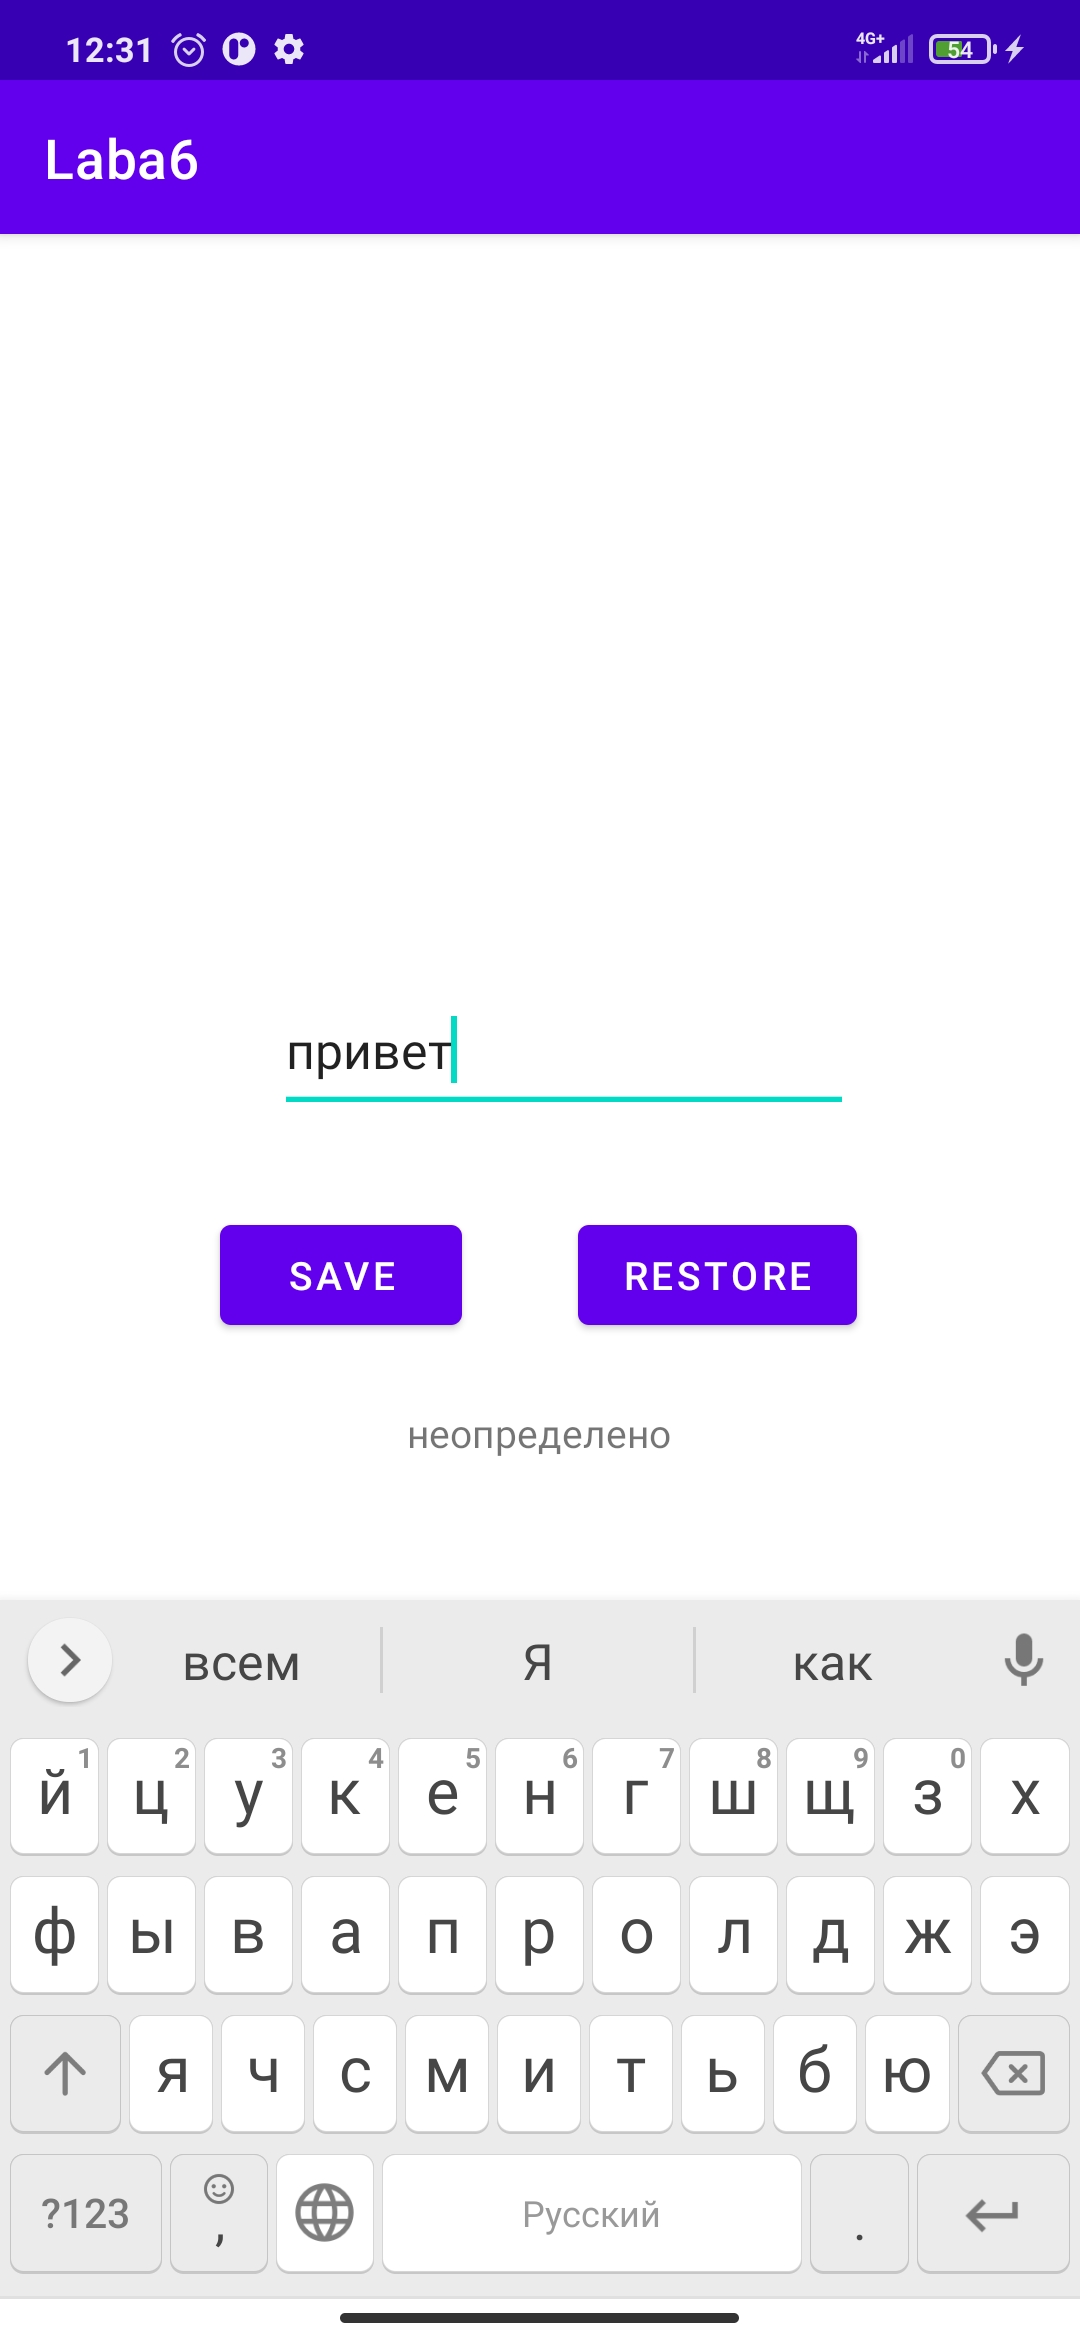 12:31 4G+ 54
Laba6
привет
SAVE RESTORE
неопределено
всем Я как
1 2 3 4 5 6 7 8 9 0
й ц у к е н г ш щ з х
ф ы в а п р о л д ж э
я ч с м и т ь б ю
?123 , Русский .